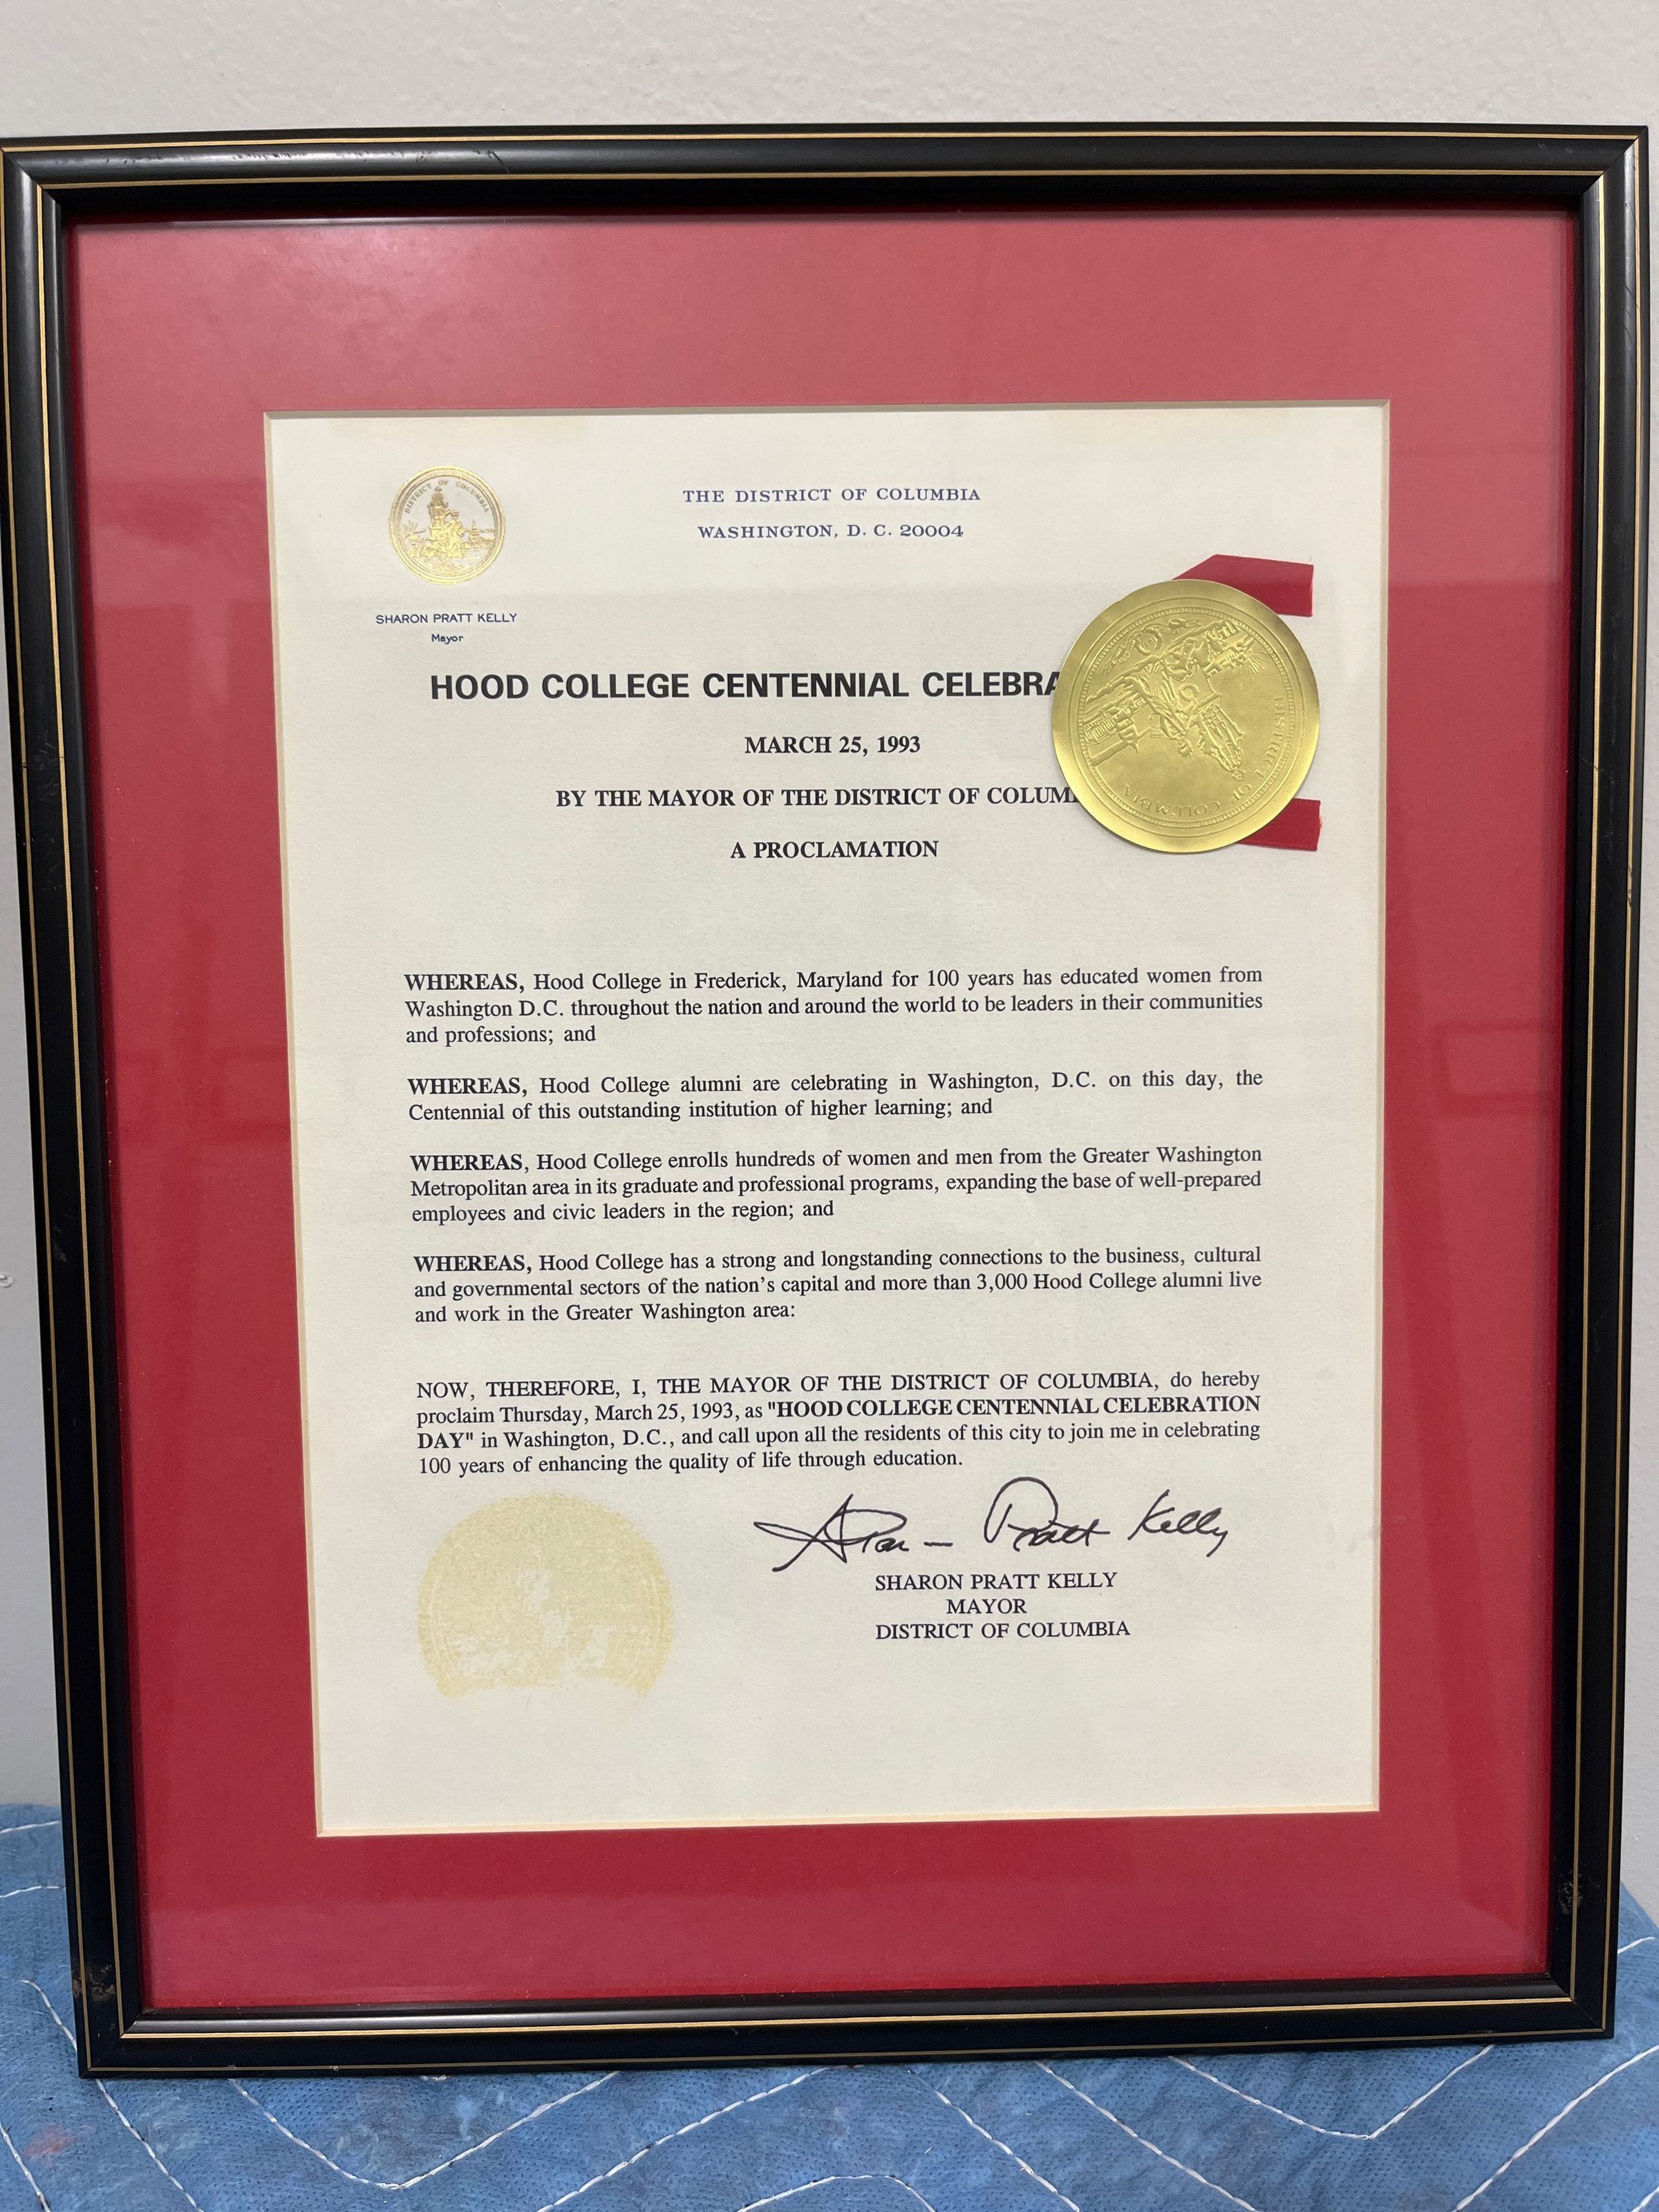 DISTRICT OF COLUMBIA
THE DISTRICT OF COLUMBIA
WASHINGTON, D. C. 20004
SHARON PRATT KELLY
Mayor
HOOD COLLEGE CENTENNIAL CELEBRA
MARCH 25, 1993
BY THE MAYOR OF THE DISTRICT OF COLUM
A PROCLAMATION
DISTRICT OF COLUMBIA
WHEREAS, Hood College in Frederick, Maryland for 100 years has educated women from
Washington D.C. throughout the nation and around the world to be leaders in their communities
and professions; and
WHEREAS, Hood College alumni are celebrating in Washington, D.C. on this day, the
Centennial of this outstanding institution of higher learning; and
WHEREAS, Hood College enrolls hundreds of women and men from the Greater Washington
Metropolitan area in its graduate and professional programs, expanding the base of well-prepared
employees and civic leaders in the region; and
WHEREAS, Hood College has a strong and longstanding connections to the business, cultural
and governmental sectors of the nation's capital and more than 3,000 Hood College alumni live
and work in the Greater Washington area:
NOW, THEREFORE, I, THE MAYOR OF THE DISTRICT OF COLUMBIA, do hereby
proclaim Thursday, March 25, 1993, as "HOOD COLLEGE CENTENNIAL CELEBRATION
DAY" in Washington, D.C., and call upon all the residents of this city to join me in celebrating
100 years of enhancing the quality of life through education.
Sharon Pratt Kelly
SHARON PRATT KELLY
MAYOR
DISTRICT OF COLUMBIA